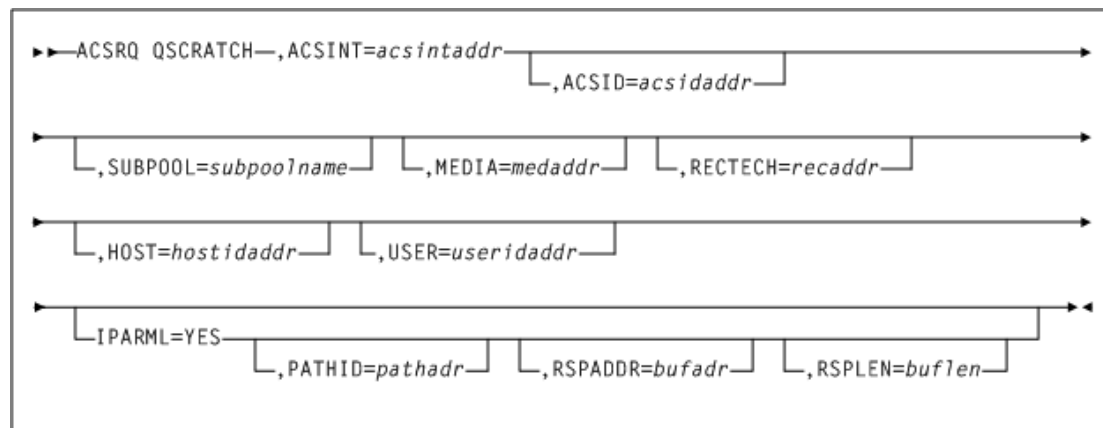 ACSRQ QSCRATCH ,ACSINT=acsintaddr
,ACSID=acsidaddr
,SUBPOOL=subpoolname ,MEDIA=medaddr ,RECTECH=recaddr
,HOST=hostidaddr ,USER=useridaddr
IPARML=YES
,PATHID=pathadr ,RSPADDR=bufadr ,RSPLEN=buflen